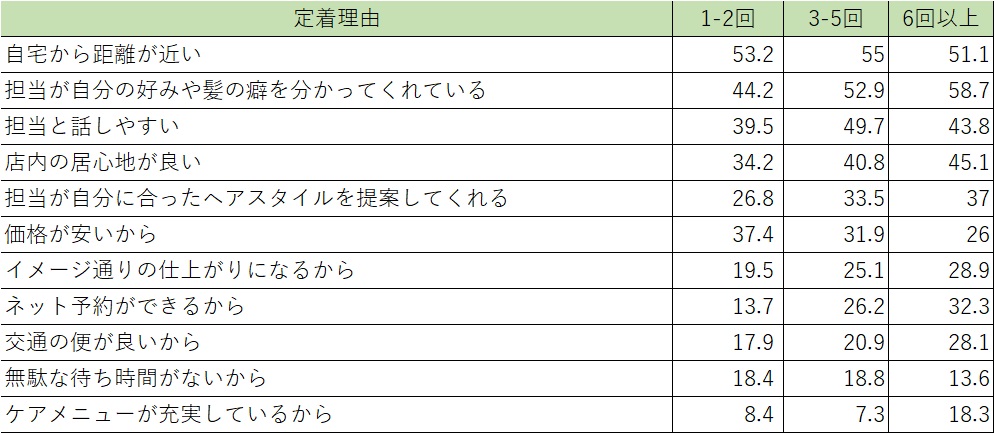 定着理由 1-2回 3-5回 6回以上
自宅から距離が近い 53.2 55 51.1
担当が自分の好みや髪の癖を分かってくれている 44.2 52.9 58.7
担当と話しやすい 39.5 49.7 43.8
店内の居心地が良い 34.2 40.8 45.1
担当が自分に合ったヘアスタイルを提案してくれる 26.8 33.5 37
価格が安いから 37.4 31.9 26
イメージ通りの仕上がりになるから 19.5 25.1 28.9
ネット予約ができるから 13.7 26.2 32.3
交通の便が良いから 17.9 20.9 28.1
無駄な待ち時間がないから 18.4 18.8 13.6
ケアメニューが充実しているから 8.4 7.3 18.3